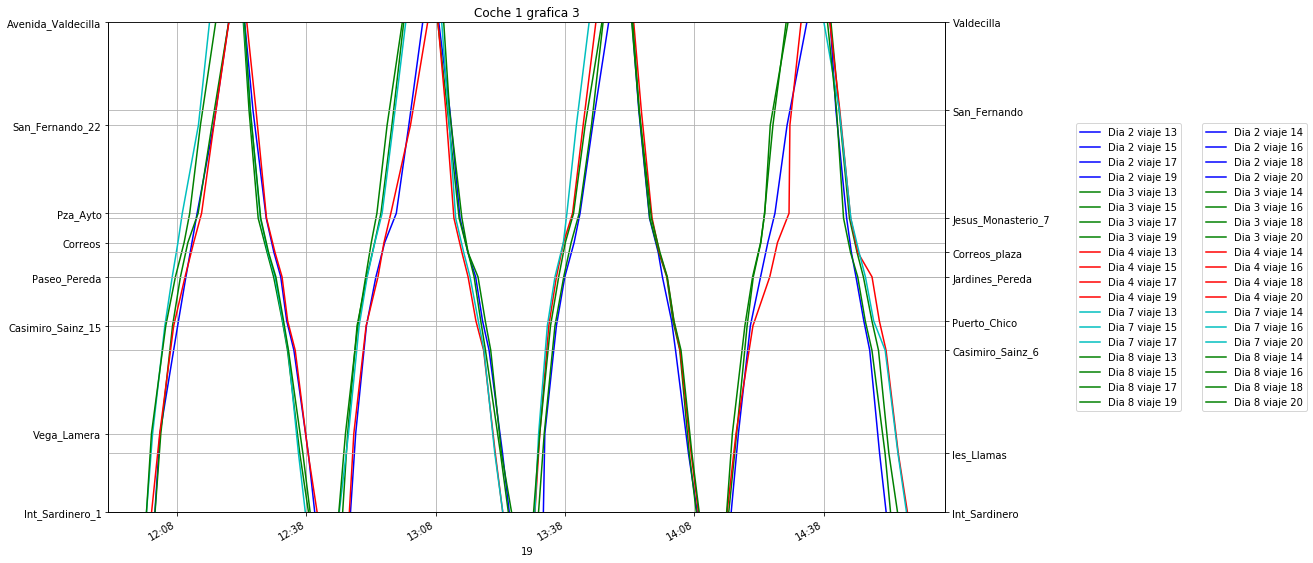 Coche 1 grafica 3
Avenida_Valdecilla
San_Fernando_22
Pza_Ayto
Correos
Paseo_Pereda
Casimiro_Sainz_15
Vega_Lamera
Int_Sardinero_1
Valdecilla
San_Fernando
Jesus_Monasterio_7
Correos_plaza
Jardines_Pereda
Puerto_Chico
Casimiro_Sainz_6
Ies_Llamas
Int_Sardinero
12:08
12:38
13:08
13:38
14:08
14:38
19
Dia 2 viaje 13
Dia 2 viaje 15
Dia 2 viaje 17
Dia 2 viaje 19
Dia 3 viaje 13
Dia 3 viaje 15
Dia 3 viaje 17
Dia 3 viaje 19
Dia 4 viaje 13
Dia 4 viaje 15
Dia 4 viaje 17
Dia 4 viaje 19
Dia 7 viaje 13
Dia 7 viaje 15
Dia 7 viaje 17
Dia 8 viaje 13
Dia 8 viaje 15
Dia 8 viaje 17
Dia 8 viaje 19
Dia 2 viaje 14
Dia 2 viaje 16
Dia 2 viaje 18
Dia 2 viaje 20
Dia 3 viaje 14
Dia 3 viaje 16
Dia 3 viaje 18
Dia 3 viaje 20
Dia 4 viaje 14
Dia 4 viaje 16
Dia 4 viaje 18
Dia 4 viaje 20
Dia 7 viaje 14
Dia 7 viaje 16
Dia 7 viaje 20
Dia 8 viaje 14
Dia 8 viaje 16
Dia 8 viaje 18
Dia 8 viaje 20